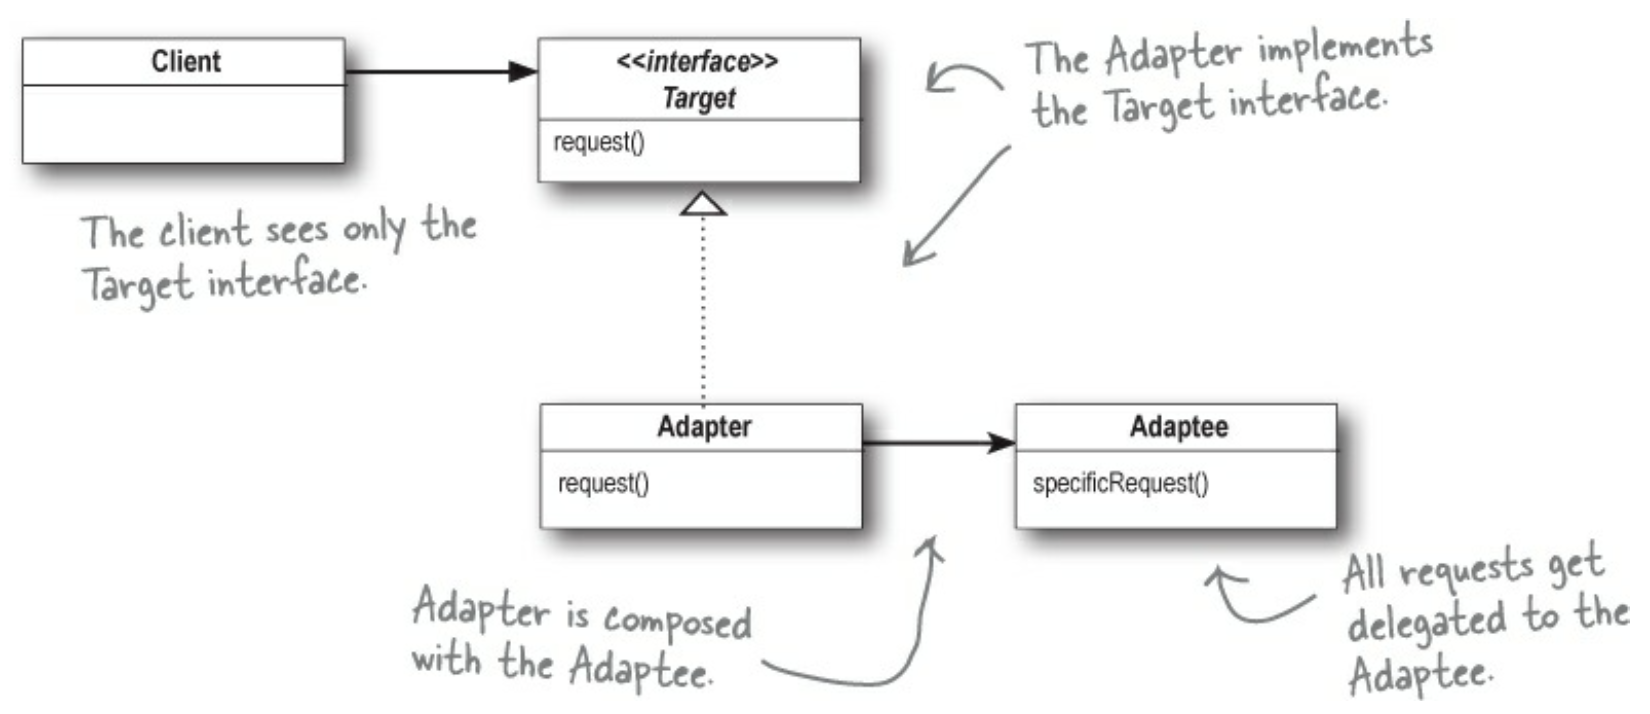 Client
<<interface>>
Target
request()
The Adapter implements
the Target interface.
The client sees only the
Target interface.
Adapter
request()
Adaptee
specificRequest()
Adapter is composed
with the Adaptee.
All requests get
delegated to the
Adaptee.